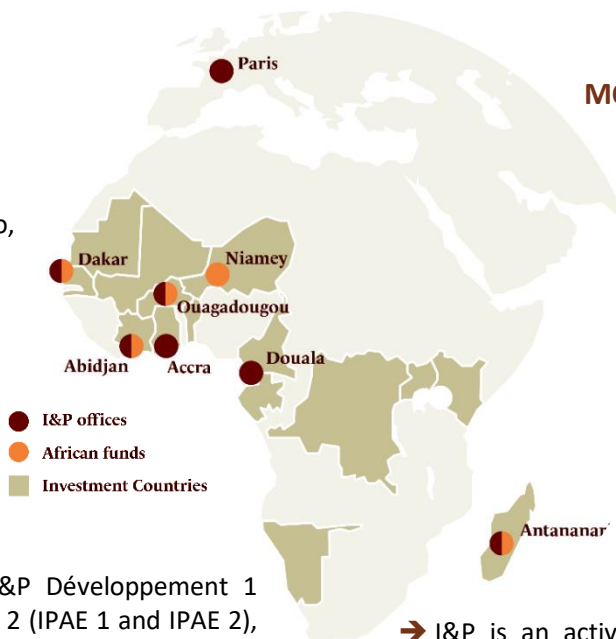 Paris
MO
o,
Dakar
Niamey
Ouagadougou
Abidjan
Accra
Douala
I&P offices
African funds
Investment Countries
Antananar
&P Développement 1
2 (IPAE 1 and IPAE 2),
➔ I&P is an activ